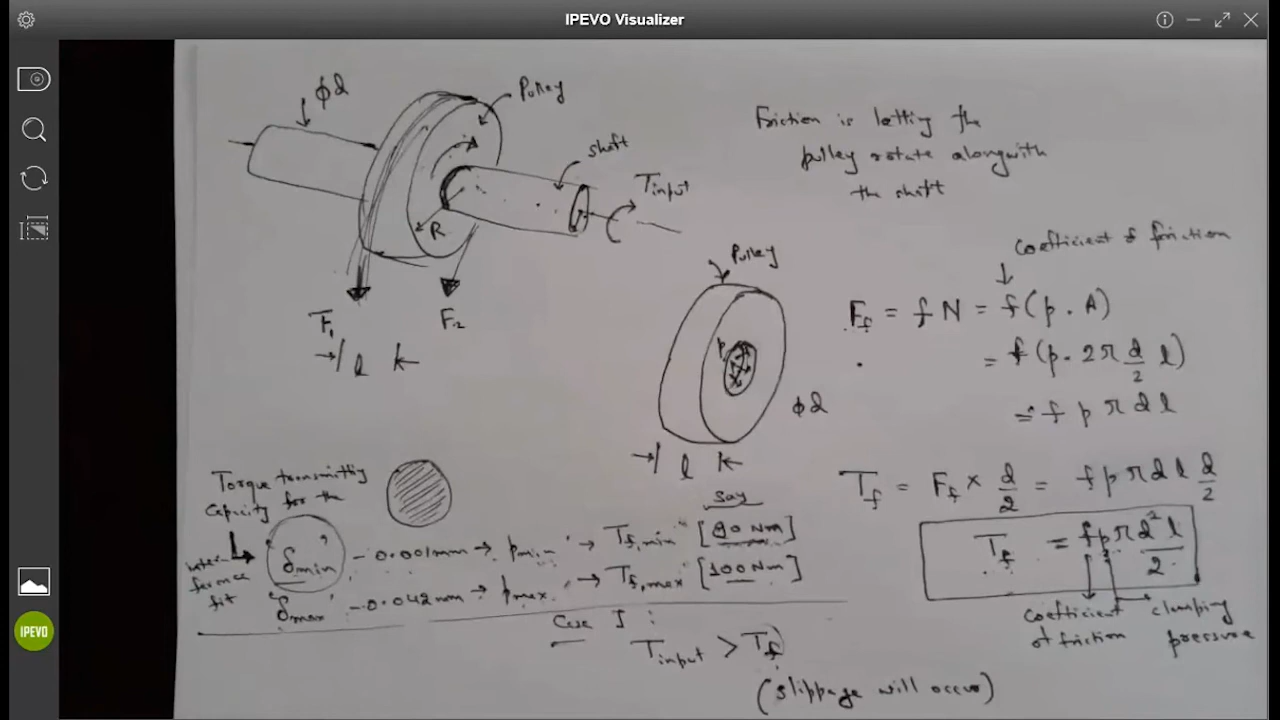 IPEVO Visualizer
ϕd
Pulley
shaft
T input
R
F1
F2
l
Friction is letting the
pulley rotate alongwith
the shaft
Coefficient of friction
Pulley
p
ϕd
l
Ff = f N = f (p . A)
= f (p . 2π d/2 l)
= f p π d l
Tf = Ff × d/2 = f p π d l d/2
Tf = f p π d² l / 2
coefficient of friction
clamping pressure
Torque transmitting
capacity for the
interference fit
say
'δmin' - 0.001mm → pmin → Tf,min [80 Nm]
'δmax' - 0.042mm → pmax → Tf,max [100 Nm]
Case I :
Tinput > Tf
(slippage will occur)
IPEVO